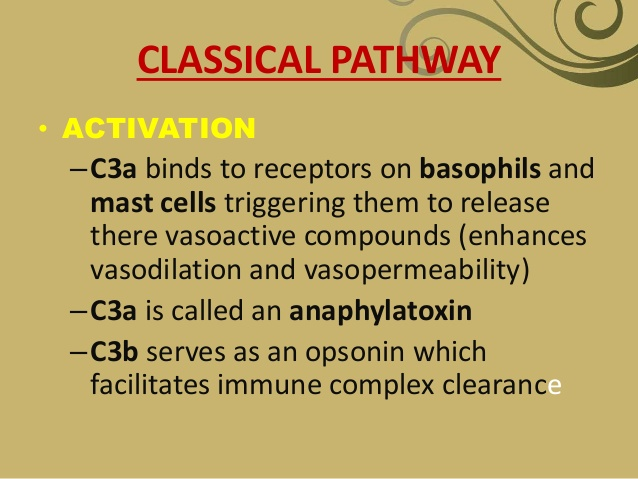 CLASSICAL PATHWAY
• ACTIVATION
–C3a binds to receptors on basophils and
mast cells triggering them to release
there vasoactive compounds (enhances
vasodilation and vasopermeability)
–C3a is called an anaphylatoxin
–C3b serves as an opsonin which
facilitates immune complex clearance